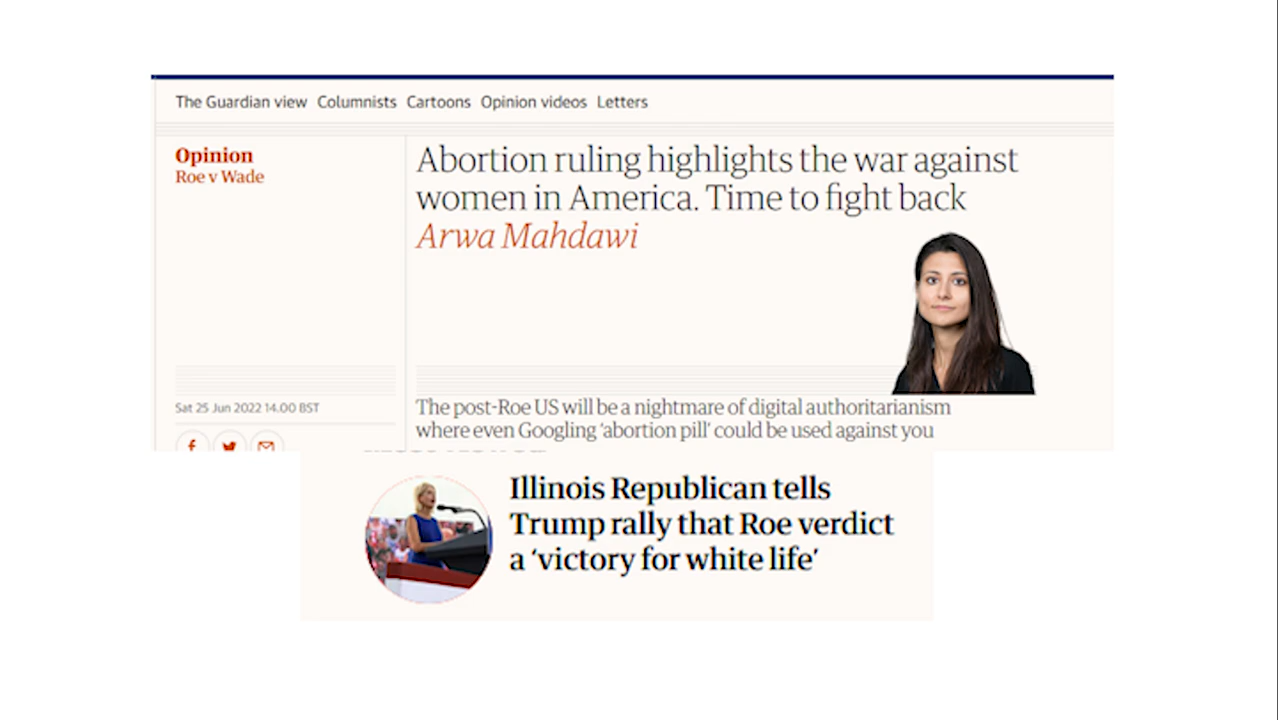 The Guardian view Columnists Cartoons Opinion videos Letters
Opinion
Roe v Wade
Abortion ruling highlights the war against
women in America. Time to fight back
Arwa Mahdawi
Sat 25 Jun 2022 14.00 BST
The post-Roe US will be a nightmare of digital authoritarianism
where even Googling ‘abortion pill’ could be used against you
Illinois Republican tells
Trump rally that Roe verdict
a ‘victory for white life’